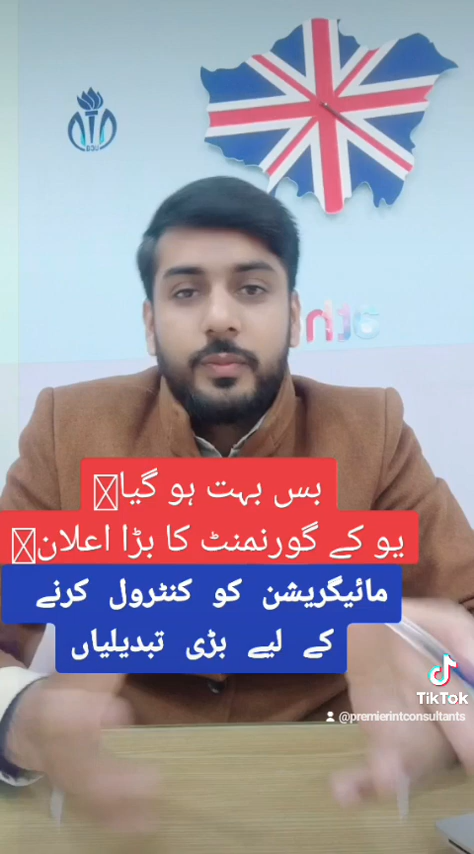 بس بہت ہو گیا
یو کے گورنمنٹ کا بڑا اعلان
مائیگریشن کو کنٹرول کرنے
کے لیے بڑی تبدیلیاں
TikTok
@premierintconsultants